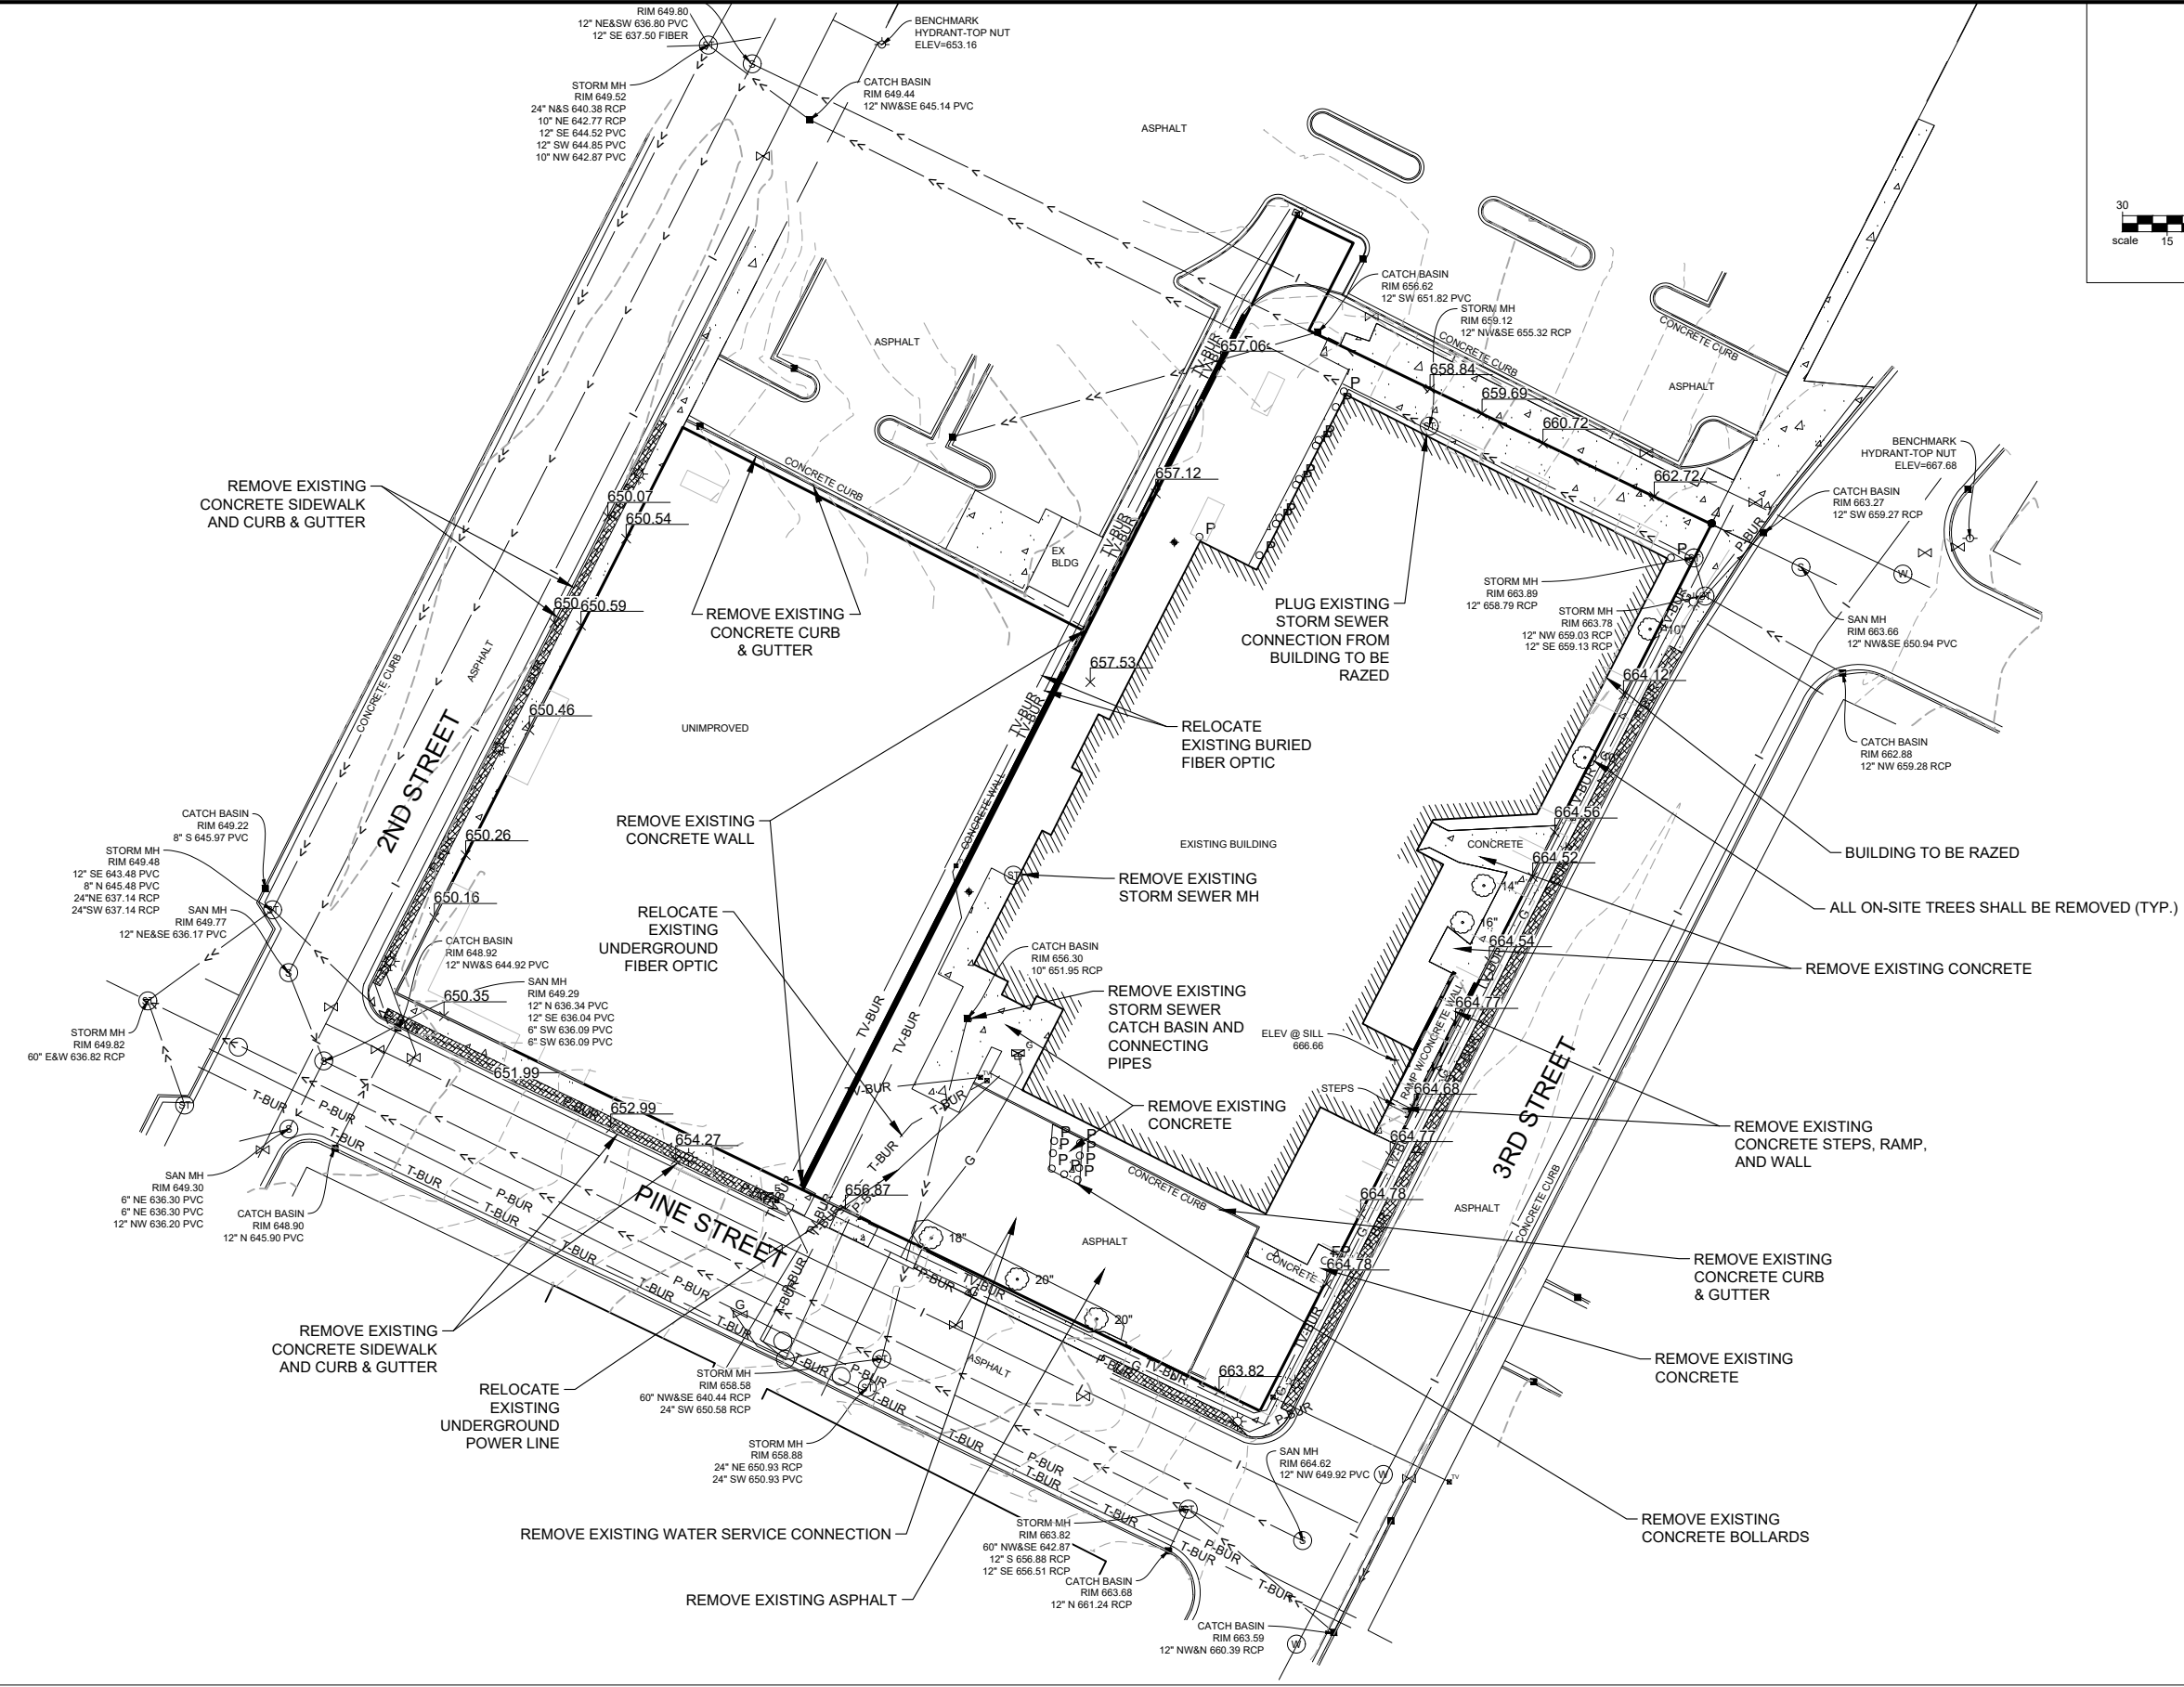 RIM 649.80
12" NE&SW 636.80 PVC
12" SE 637.50 FIBER
BENCHMARK
HYDRANT-TOP NUT
ELEV=653.16
STORM MH
RIM 649.52
24" N&S 640.38 RCP
10" NE 642.77 RCP
12" SE 644.52 PVC
12" SW 644.85 PVC
10" NW 642.87 PVC
CATCH BASIN
RIM 649.44
12" NW&SE 645.14 PVC
ASPHALT
30
scale 15
CATCH BASIN
RIM 656.62
12" SW 651.82 PVC
STORM MH
RIM 659.12
12" NW&SE 655.32 RCP
CONCRETE CURB
CONCRETE CURB
ASPHALT
ASPHALT
657.06
658.84
659.69
660.72
662.72
BENCHMARK
HYDRANT-TOP NUT
ELEV=667.68
CATCH BASIN
RIM 663.27
12" SW 659.27 RCP
REMOVE EXISTING
CONCRETE SIDEWALK
AND CURB & GUTTER
CONCRETE CURB
657.12
650.07
650.54
EX
BLDG
650.59
REMOVE EXISTING
CONCRETE CURB
& GUTTER
PLUG EXISTING
STORM SEWER
CONNECTION FROM
BUILDING TO BE
RAZED
STORM MH
RIM 663.89
12" 658.79 RCP
STORM MH
RIM 663.78
12" NW 659.03 RCP
12" SE 659.13 RCP
10"
SAN MH
RIM 663.66
12" NW&SE 650.94 PVC
CONCRETE CURB
ASPHALT
2ND STREET
650.46
UNIMPROVED
657.53
664.12
RELOCATE
EXISTING BURIED
FIBER OPTIC
CATCH BASIN
RIM 662.88
12" NW 659.28 RCP
CATCH BASIN
RIM 649.22
8" S 645.97 PVC
650.26
REMOVE EXISTING
CONCRETE WALL
CONCRETE WALL
EXISTING BUILDING
664.56
CONCRETE
664.52
BUILDING TO BE RAZED
STORM MH
RIM 649.48
12" SE 643.48 PVC
8" N 645.48 PVC
24"NE 637.14 RCP
24"SW 637.14 RCP
REMOVE EXISTING
STORM SEWER MH
14"
16"
650.16
SAN MH
RIM 649.77
12" NE&SE 636.17 PVC
RELOCATE
EXISTING
UNDERGROUND
FIBER OPTIC
ALL ON-SITE TREES SHALL BE REMOVED (TYP.)
CATCH BASIN
RIM 648.92
12" NW&S 644.92 PVC
CATCH BASIN
RIM 656.30
10" 651.95 RCP
664.54
REMOVE EXISTING CONCRETE
650.35
SAN MH
RIM 649.29
12" N 636.34 PVC
12" SE 636.04 PVC
6" SW 636.09 PVC
6" SW 636.09 PVC
REMOVE EXISTING
STORM SEWER
CATCH BASIN AND
CONNECTING
PIPES
664.77
RAMP W/CONCRETE WALL
ELEV @ SILL
666.66
STORM MH
RIM 649.82
60" E&W 636.82 RCP
651.99
STEPS
664.68
3RD STREET
652.99
REMOVE EXISTING
CONCRETE
654.27
664.77
REMOVE EXISTING
CONCRETE STEPS, RAMP,
AND WALL
T-BUR
P-BUR
T-BUR
TV-BUR
TV-BUR
V-BUR
SAN MH
RIM 649.30
6" NE 636.30 PVC
6" NE 636.30 PVC
12" NW 636.20 PVC
CATCH BASIN
RIM 648.90
12" N 645.90 PVC
PINE STREET
656.87
CONCRETE CURB
664.78
ASPHALT
CONCRETE CURB
18"
20"
20"
ASPHALT
CONCRETE
664.78
REMOVE EXISTING
CONCRETE CURB
& GUTTER
REMOVE EXISTING
CONCRETE SIDEWALK
AND CURB & GUTTER
REMOVE EXISTING
CONCRETE
STORM MH
RIM 658.58
60" NW&SE 640.44 RCP
24" SW 650.58 RCP
ASPHALT
663.82
RELOCATE
EXISTING
UNDERGROUND
POWER LINE
STORM MH
RIM 658.88
24" NE 650.93 RCP
24" SW 650.93 PVC
SAN MH
RIM 664.62
12" NW 649.92 PVC
REMOVE EXISTING WATER SERVICE CONNECTION
STORM MH
RIM 663.82
60" NW&SE 642.87
12" S 656.88 RCP
12" SE 656.51 RCP
REMOVE EXISTING
CONCRETE BOLLARDS
REMOVE EXISTING ASPHALT
CATCH BASIN
RIM 663.68
12" N 661.24 RCP
CATCH BASIN
RIM 663.59
12" NW&N 660.39 RCP